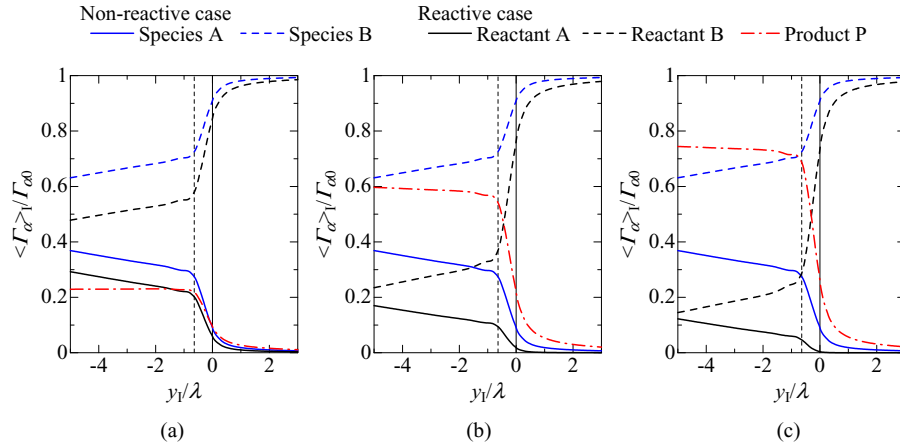 Non-reactive case Reactive case
Species A Species B Reactant A Reactant B Product P
<Γα>I/Γα0 <Γα>I/Γα0 <Γα>I/Γα0
1 1 1
0.8 0.8 0.8
0.6 0.6 0.6
0.4 0.4 0.4
0.2 0.2 0.2
0 0 0
-4 -2 0 2 -4 -2 0 2 -4 -2 0 2
yI/λ yI/λ yI/λ
(a) (b) (c)